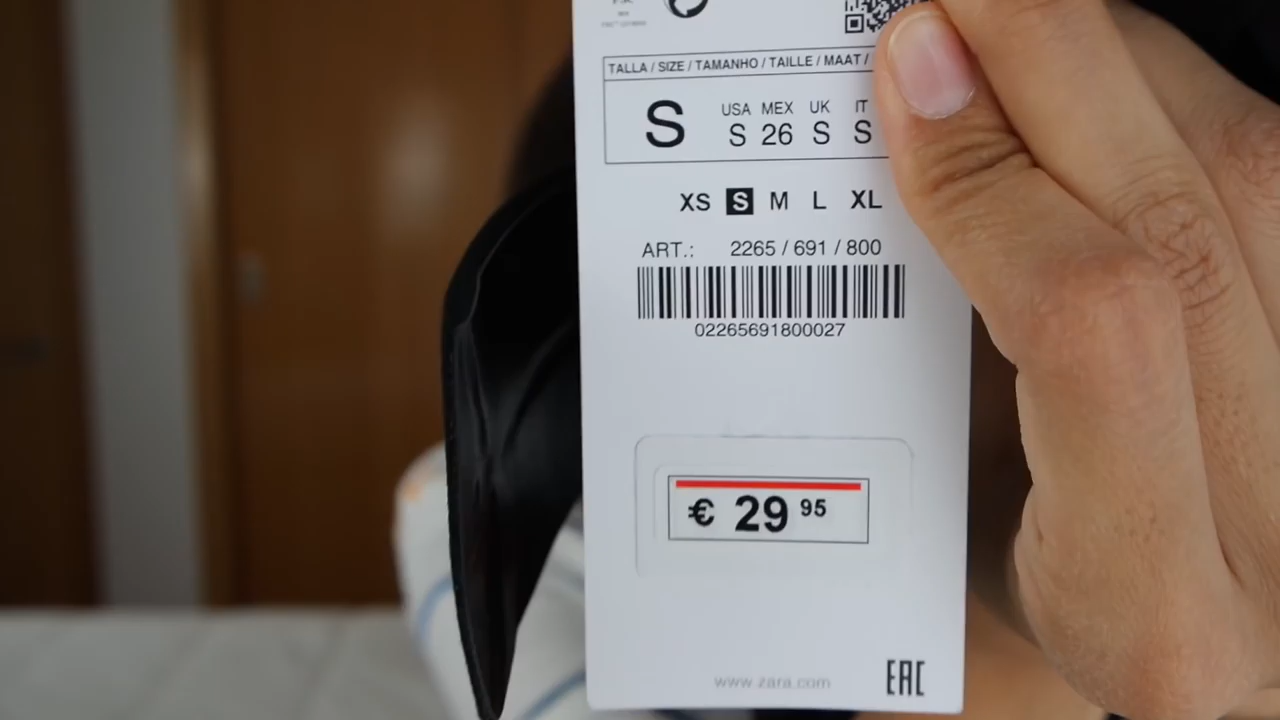 TALLA / SIZE / TAMANHO / TAILLE / MAAT /
USA MEX UK IT
S S 26 S S
XS S M L XL
ART.: 2265 / 691 / 800
02265691800027
€ 29 95
www.zara.com
EAC